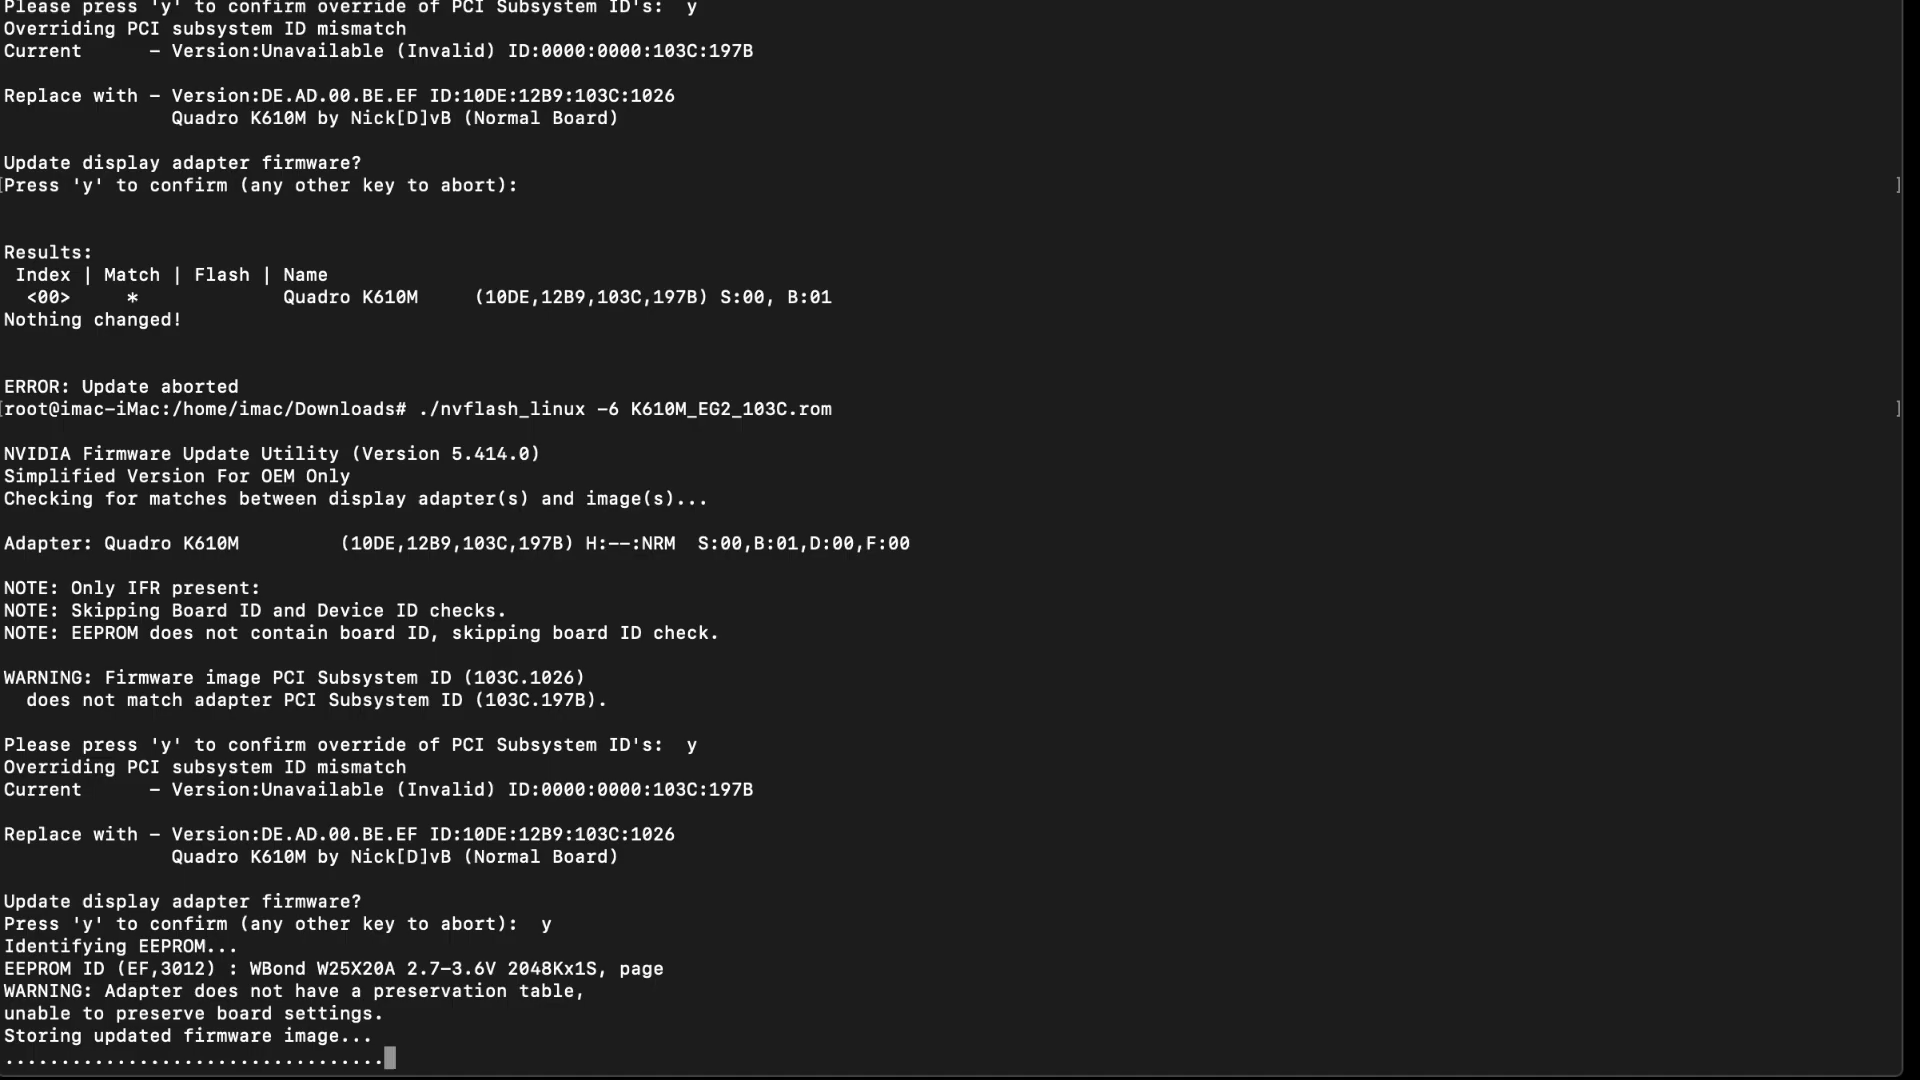 Please press 'y' to confirm override of PCI Subsystem ID's:  y
Overriding PCI subsystem ID mismatch
Current      - Version:Unavailable (Invalid) ID:0000:0000:103C:197B
Replace with - Version:DE.AD.00.BE.EF ID:10DE:12B9:103C:1026
               Quadro K610M by Nick[D]vB (Normal Board)
Update display adapter firmware?
[Press 'y' to confirm (any other key to abort): ]
Results:
 Index | Match | Flash | Name
  <00>     *             Quadro K610M     (10DE,12B9,103C,197B) S:00, B:01
Nothing changed!
ERROR: Update aborted
[root@imac-iMac:/home/imac/Downloads# ./nvflash_linux -6 K610M_EG2_103C.rom ]
NVIDIA Firmware Update Utility (Version 5.414.0)
Simplified Version For OEM Only
Checking for matches between display adapter(s) and image(s)...
Adapter: Quadro K610M         (10DE,12B9,103C,197B) H:--:NRM  S:00,B:01,D:00,F:00
NOTE: Only IFR present:
NOTE: Skipping Board ID and Device ID checks.
NOTE: EEPROM does not contain board ID, skipping board ID check.
WARNING: Firmware image PCI Subsystem ID (103C.1026)
  does not match adapter PCI Subsystem ID (103C.197B).
Please press 'y' to confirm override of PCI Subsystem ID's:  y
Overriding PCI subsystem ID mismatch
Current      - Version:Unavailable (Invalid) ID:0000:0000:103C:197B
Replace with - Version:DE.AD.00.BE.EF ID:10DE:12B9:103C:1026
               Quadro K610M by Nick[D]vB (Normal Board)
Update display adapter firmware?
Press 'y' to confirm (any other key to abort):  y
Identifying EEPROM...
EEPROM ID (EF,3012) : WBond W25X20A 2.7-3.6V 2048Kx1S, page
WARNING: Adapter does not have a preservation table,
unable to preserve board settings.
Storing updated firmware image...
..................................